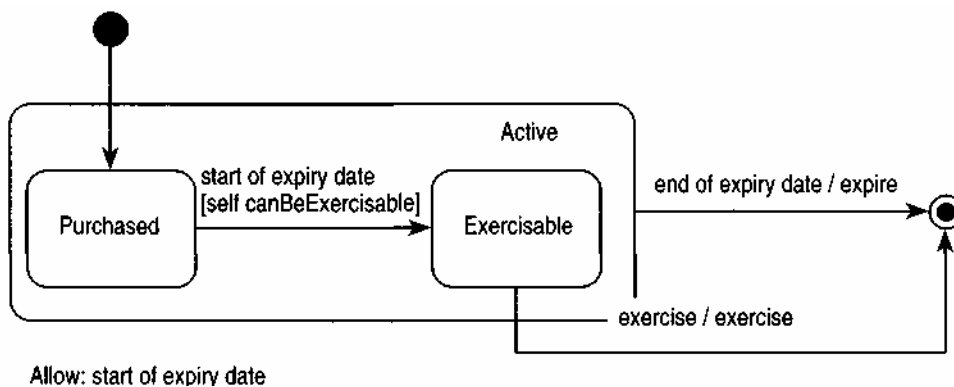 Active
start of expiry date
[self canBeExercisable]
end of expiry date / expire
Purchased
Exercisable
exercise / exercise
Allow: start of expiry date